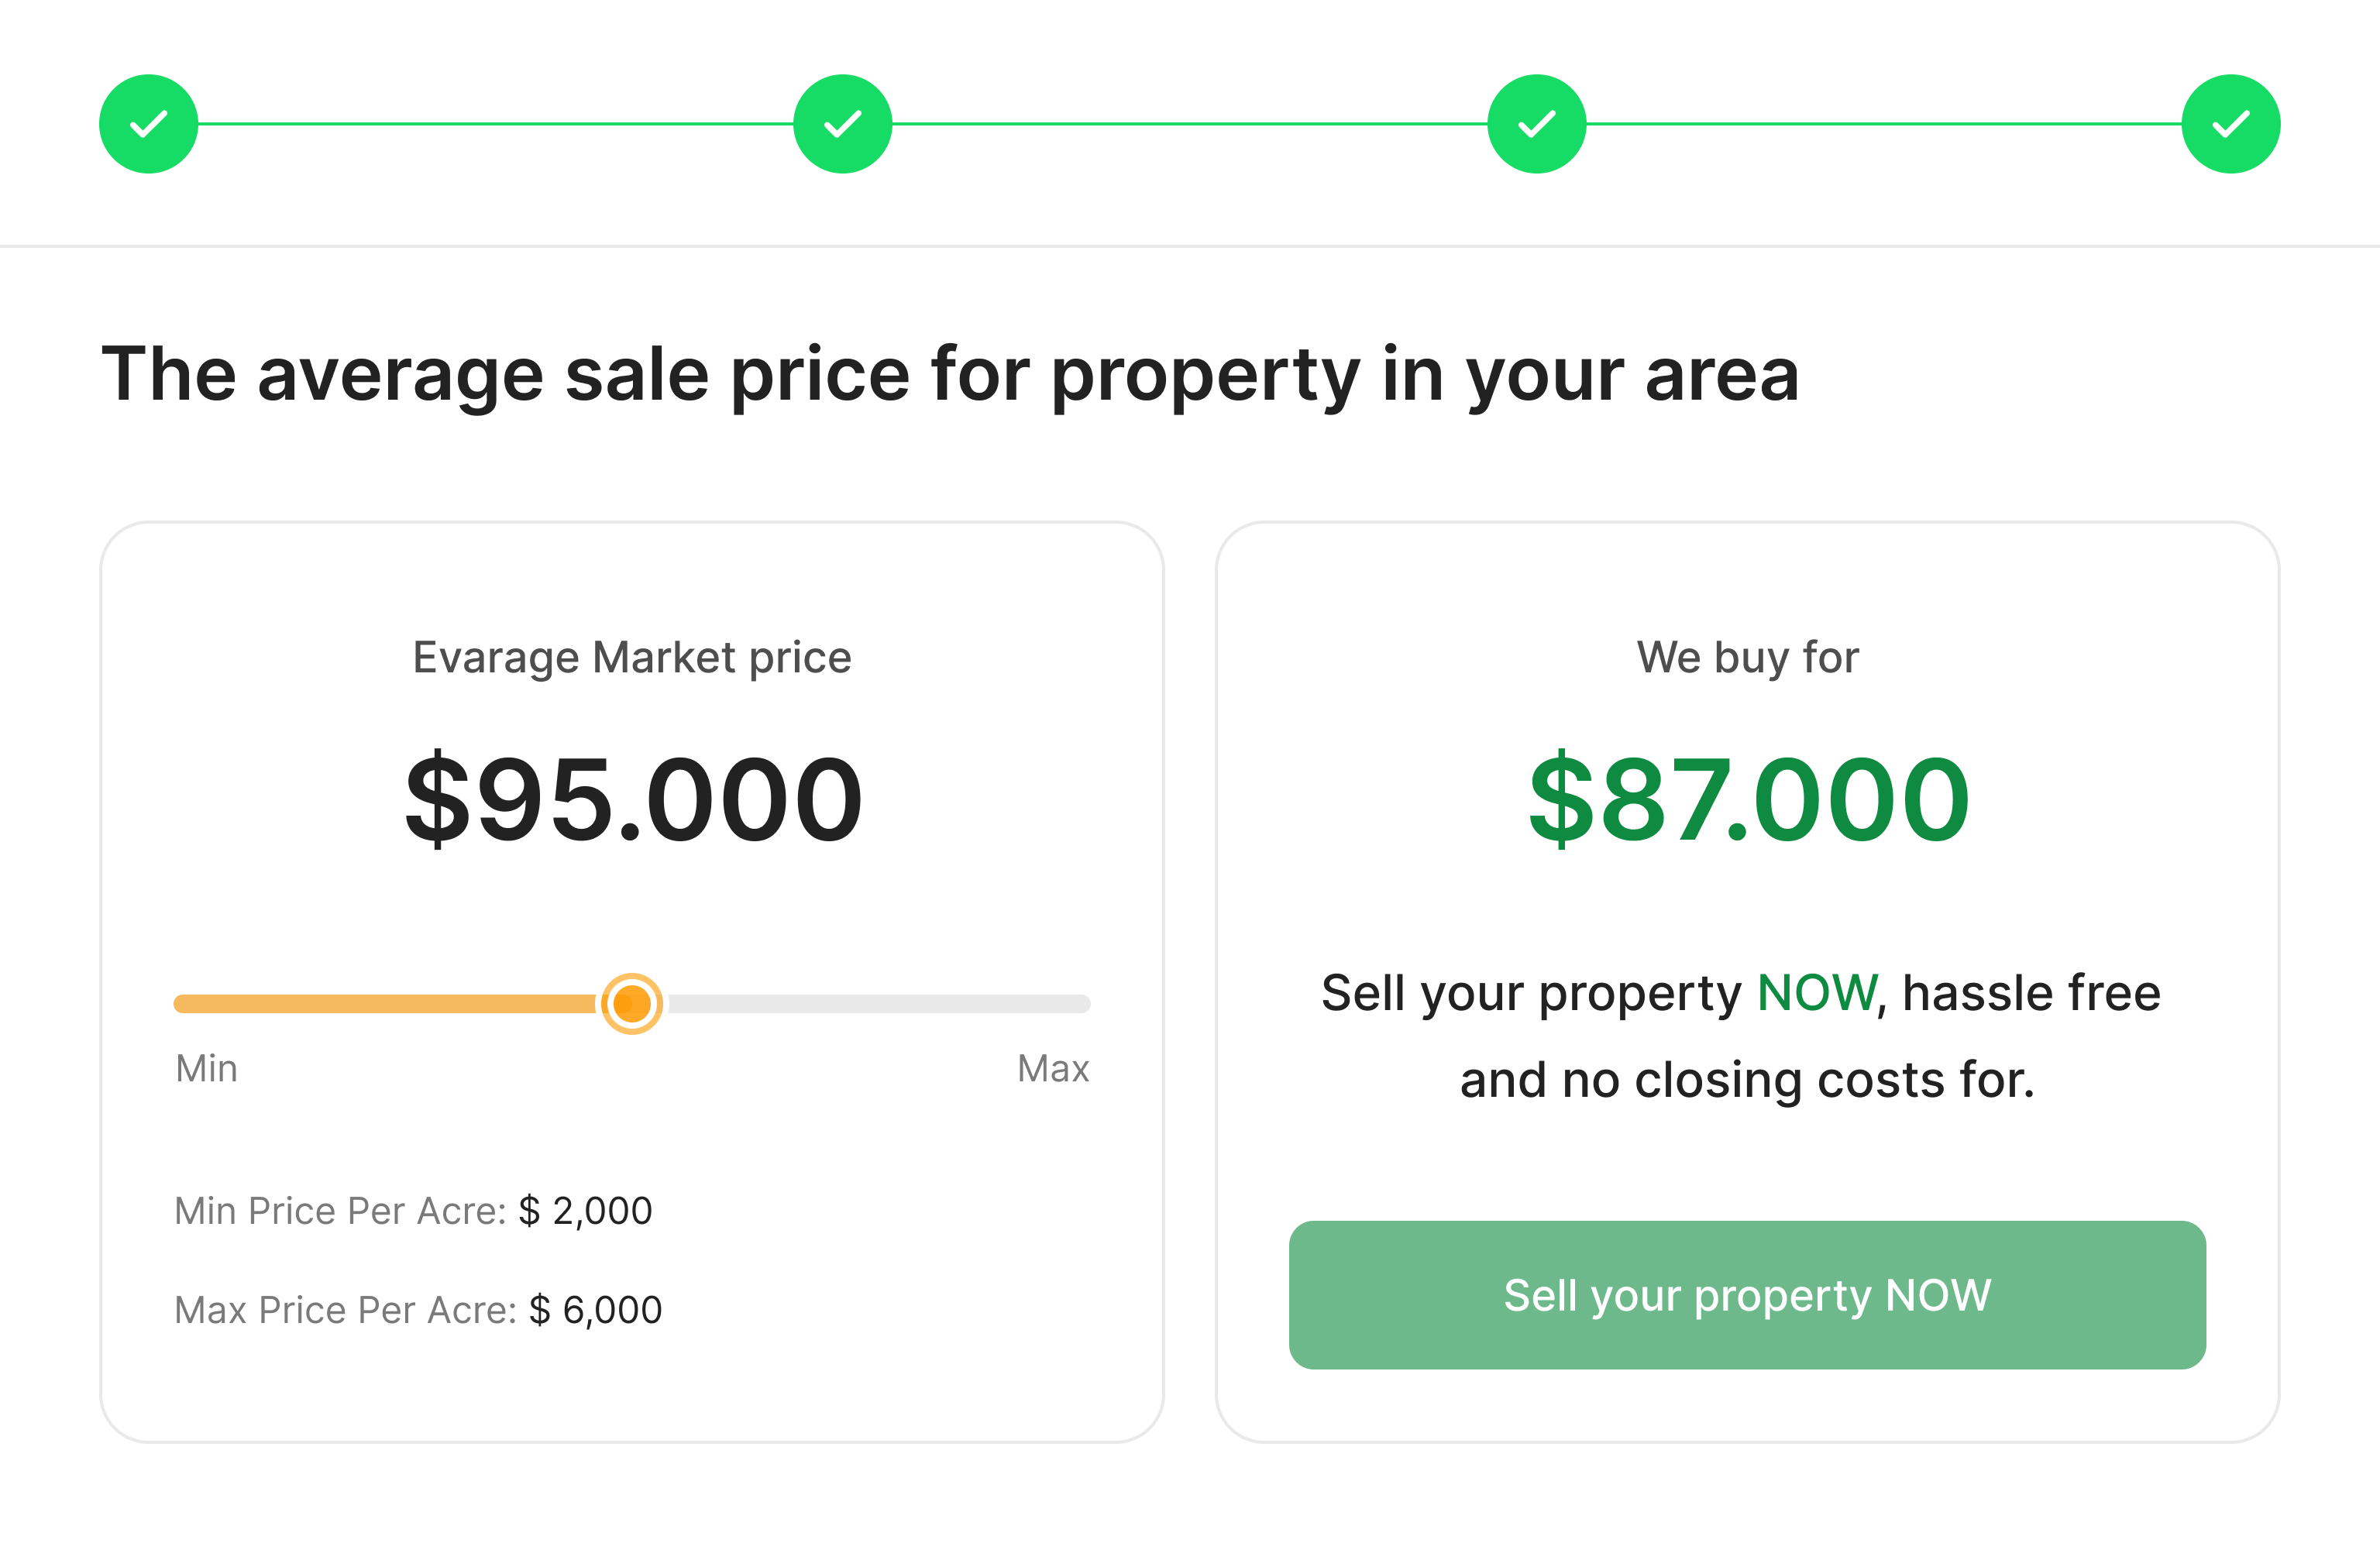 The average sale price for property in your area
Evarage Market price
$95.000
Min
Max
Min Price Per Acre: $ 2,000
Max Price Per Acre: $ 6,000
We buy for
$87.000
Sell your property NOW, hassle free
and no closing costs for.
Sell your property NOW